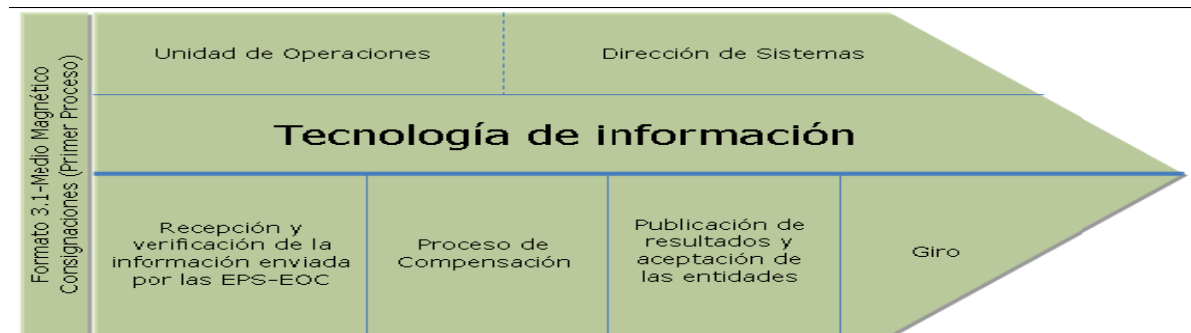 Formato 3.1-Medio Magnético
Consignaciones (Primer Proceso)
Unidad de Operaciones
Dirección de Sistemas
Tecnología de información
Recepción y
verificación de la
información enviada
por las EPS-EOC
Proceso de
Compensación
Publicación de
resultados y
aceptación de
las entidades
Giro